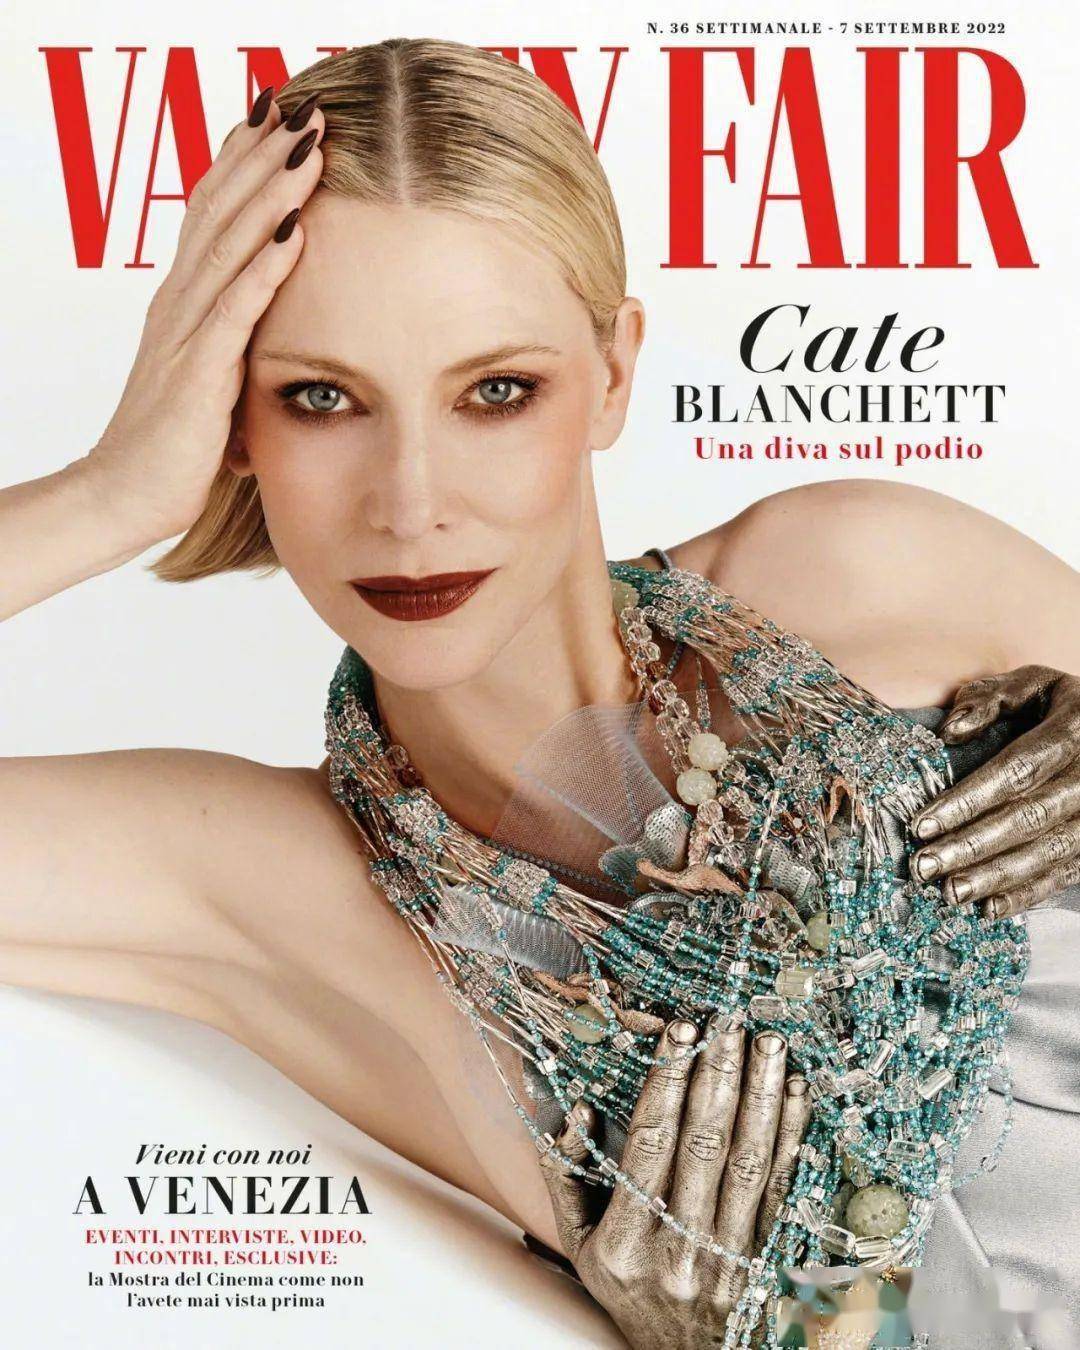 N. 36 SETTIMANALE - 7 SETTEMBRE 2022
VANITY FAIR
Cate
BLANCHETT
Una diva sul podio
Vieni con noi
A VENEZIA
EVENTI, INTERVISTE, VIDEO,
INCONTRI, ESCLUSIVE:
la Mostra del Cinema come non
l'avete mai vista prima